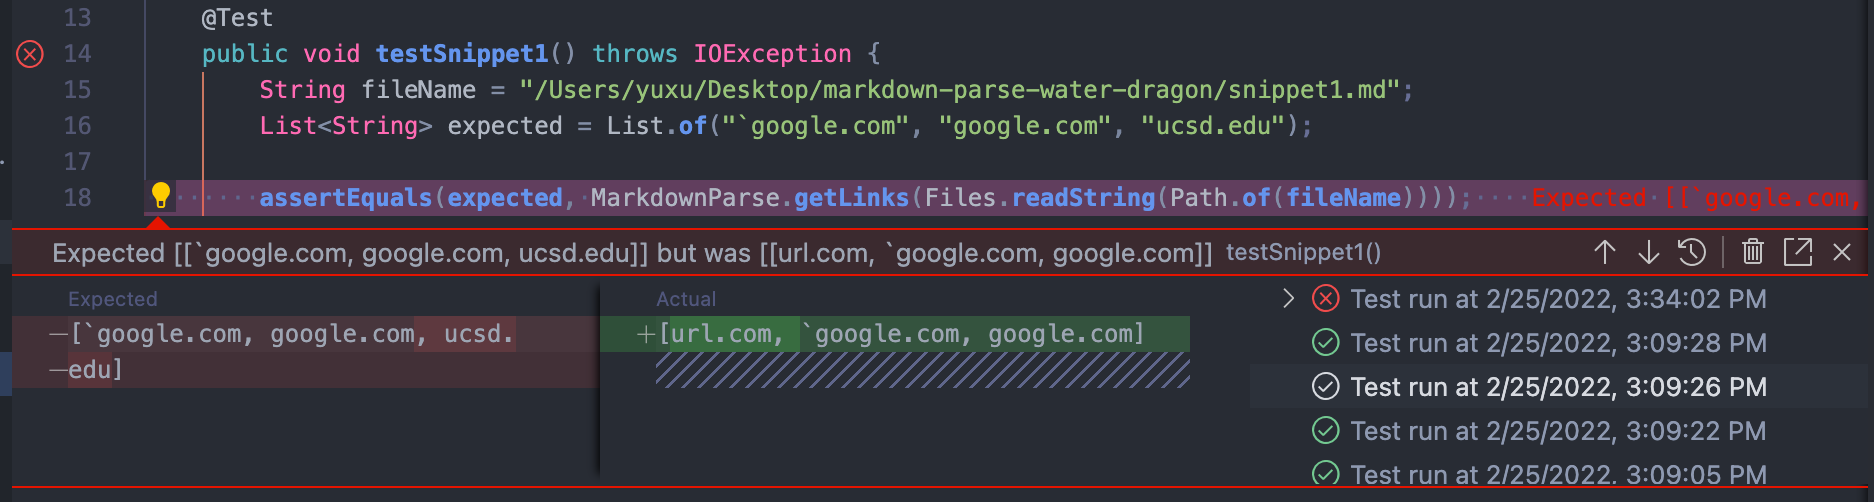 13 @Test
14 public void testSnippet1() throws IOException {
15 String fileName = "/Users/yuxu/Desktop/markdown-parse-water-dragon/snippet1.md";
16 List<String> expected = List.of("`google.com", "google.com", "ucsd.edu");
17
18 ······assertEquals(expected,·MarkdownParse.getLinks(Files.readString(Path.of(fileName))));····Expected·[[`google.com,
Expected [[`google.com, google.com, ucsd.edu]] but was [[url.com, `google.com, google.com]] testSnippet1()
Expected
—[`google.com, google.com, ucsd.
—edu]
Actual
+[url.com, `google.com, google.com]
Test run at 2/25/2022, 3:34:02 PM
Test run at 2/25/2022, 3:09:28 PM
Test run at 2/25/2022, 3:09:26 PM
Test run at 2/25/2022, 3:09:22 PM
Test run at 2/25/2022, 3:09:05 PM